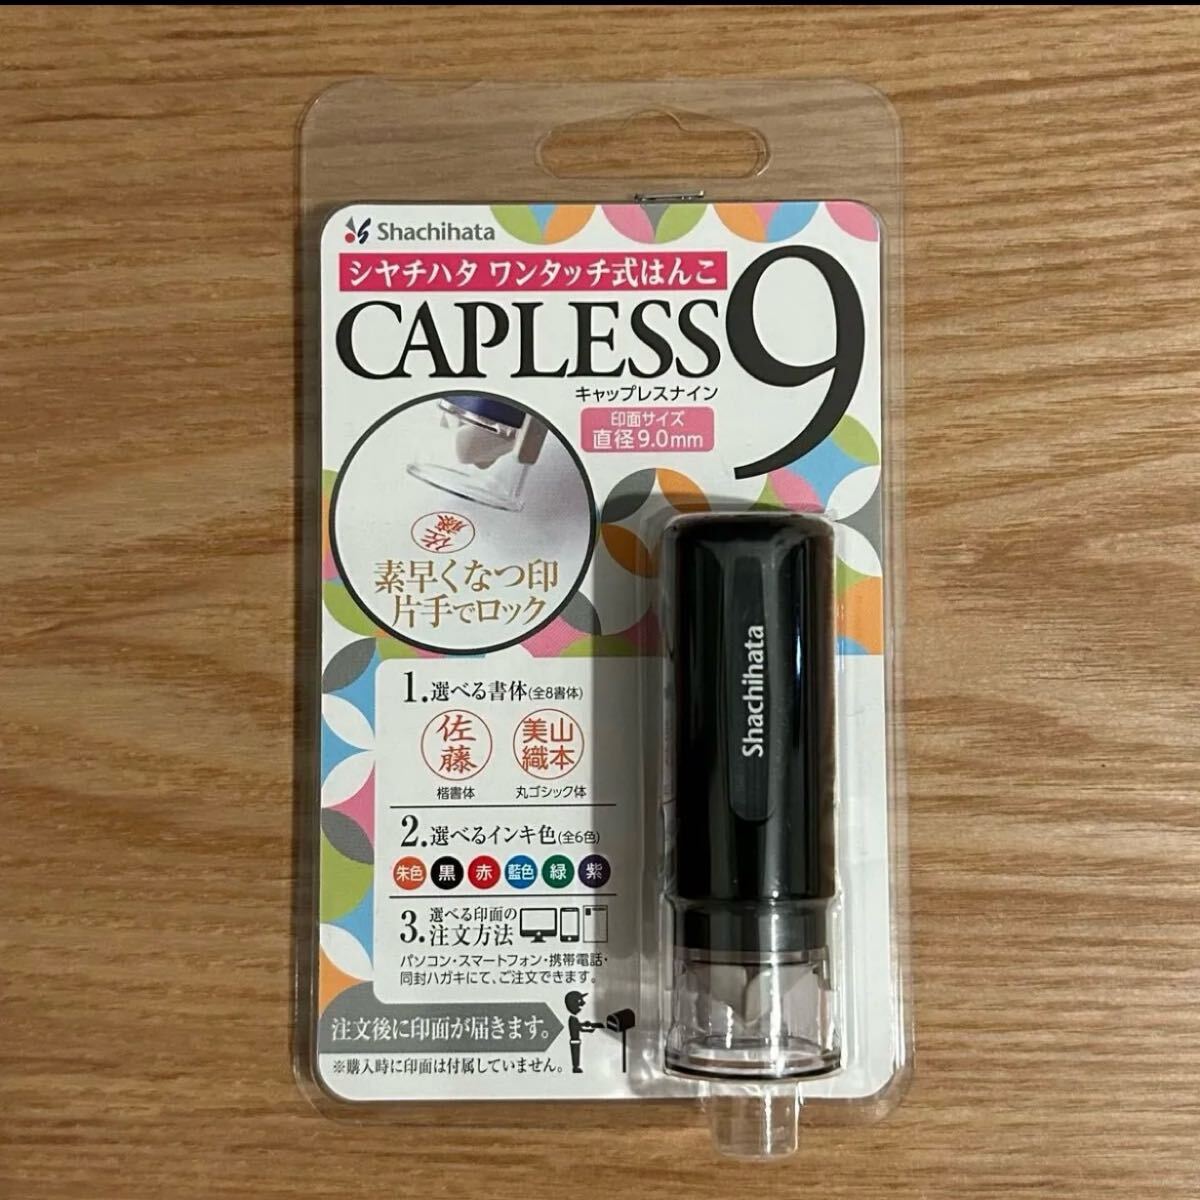 Shachihata
シヤチハタ ワンタッチ式はんこ
CAPLESS9
キャップレスナイン
印面サイズ
直径9.0mm
佐藤
素早くなつ印
片手でロック
1.選べる書体(全8書体)
佐藤
美織 山本
楷書体 丸ゴシック体
2.選べるインキ色(全6色)
朱色 黒 赤 藍色 緑 紫
3.選べる印面の
注文方法
パソコン・スマートフォン・携帯電話・
同封ハガキにて、ご注文できます。
注文後に印面が届きます。
※購入時に印面は付属していません。
Shachihata